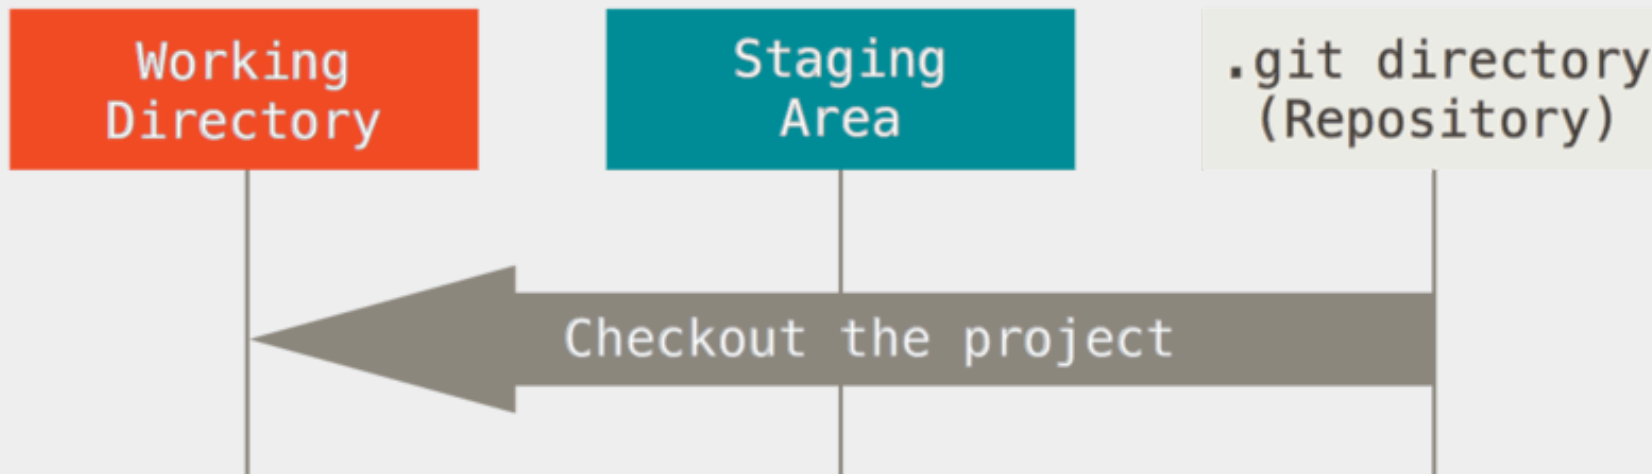 Working
Directory
Staging
Area
.git directory
(Repository)
Checkout the project